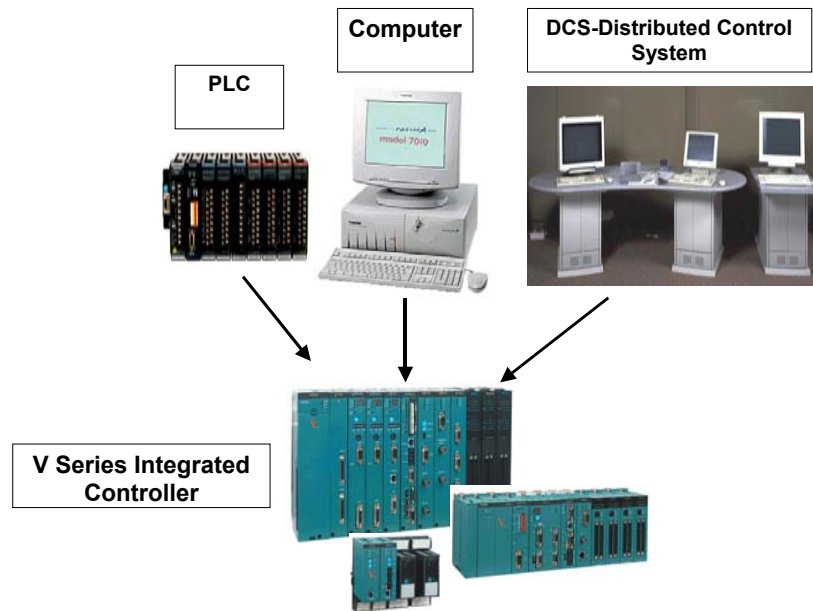 Computer
DCS-Distributed Control
System
PLC
model 7010
V Series Integrated
Controller